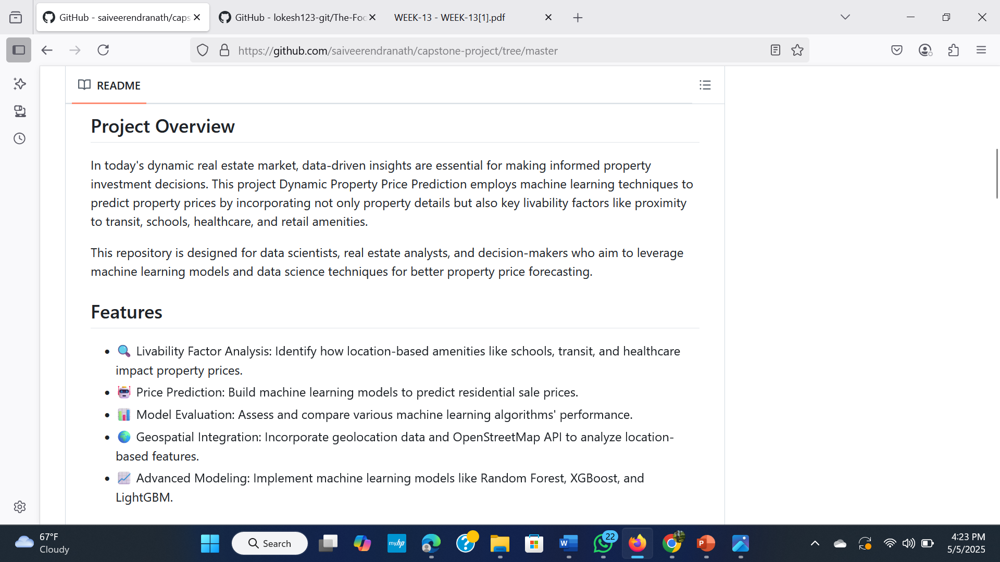 GitHub - saiveerendranath/caps
GitHub - lokesh123-git/The-Foo
WEEK-13 - WEEK-13[1].pdf
https://github.com/saiveerendranath/capstone-project/tree/master
README
Project Overview
In today's dynamic real estate market, data-driven insights are essential for making informed property
investment decisions. This project Dynamic Property Price Prediction employs machine learning techniques to
predict property prices by incorporating not only property details but also key livability factors like proximity
to transit, schools, healthcare, and retail amenities.
This repository is designed for data scientists, real estate analysts, and decision-makers who aim to leverage
machine learning models and data science techniques for better property price forecasting.
Features
• 🔍 Livability Factor Analysis: Identify how location-based amenities like schools, transit, and healthcare
impact property prices.
• 🤖 Price Prediction: Build machine learning models to predict residential sale prices.
• 📊 Model Evaluation: Assess and compare various machine learning algorithms' performance.
• 🌍 Geospatial Integration: Incorporate geolocation data and OpenStreetMap API to analyze location-
based features.
• 📈 Advanced Modeling: Implement machine learning models like Random Forest, XGBoost, and
LightGBM.
67°F
Cloudy
Search
myhp
W
22
P
4:23 PM
5/5/2025